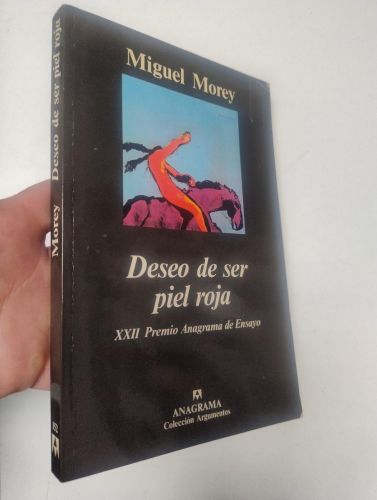 Miguel Morey
Deseo de ser
piel roja
XXII Premio Anagrama de Ensayo
ANAGRAMA
Colección Argumentos
Morey Deseo de ser piel roja